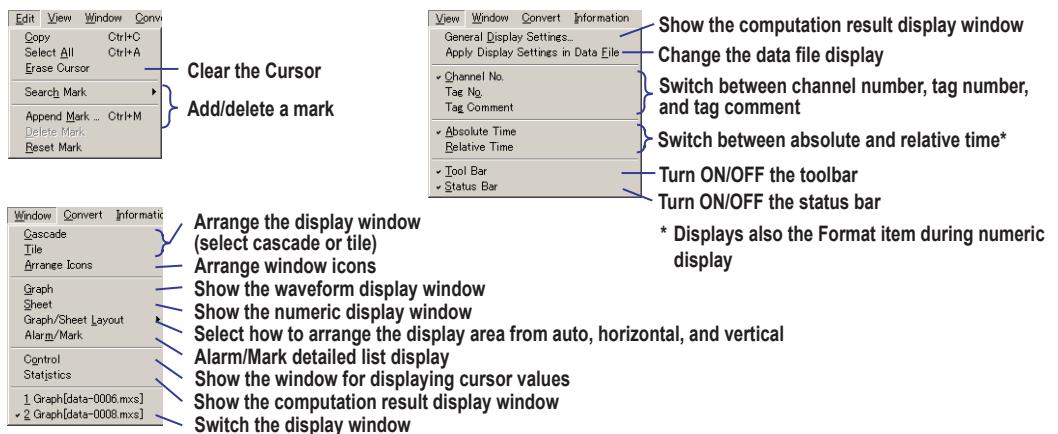 Edit View Window Conv
Copy Ctrl+C
Select All Ctrl+A
Erase Cursor
Search Mark
Append Mark ... Ctrl+M
Delete Mark
Reset Mark
Clear the Cursor
Add/delete a mark
View Window Convert Information
General Display Settings...
Apply Display Settings in Data File
Channel No.
Tag No.
Tag Comment
Absolute Time
Relative Time
Tool Bar
Status Bar
Show the computation result display window
Change the data file display
Switch between channel number, tag number,
and tag comment
Switch between absolute and relative time*
Turn ON/OFF the toolbar
Turn ON/OFF the status bar
* Displays also the Format item during numeric
display
Window Convert Informatic
Cascade
Tile
Arrange Icons
Graph
Sheet
Graph/Sheet Layout
Alarm/Mark
Control
Statistics
1 Graph[data-0006.mxs]
2 Graph[data-0008.mxs]
Arrange the display window
(select cascade or tile)
Arrange window icons
Show the waveform display window
Show the numeric display window
Select how to arrange the display area from auto, horizontal, and vertical
Alarm/Mark detailed list display
Show the window for displaying cursor values
Show the computation result display window
Switch the display window